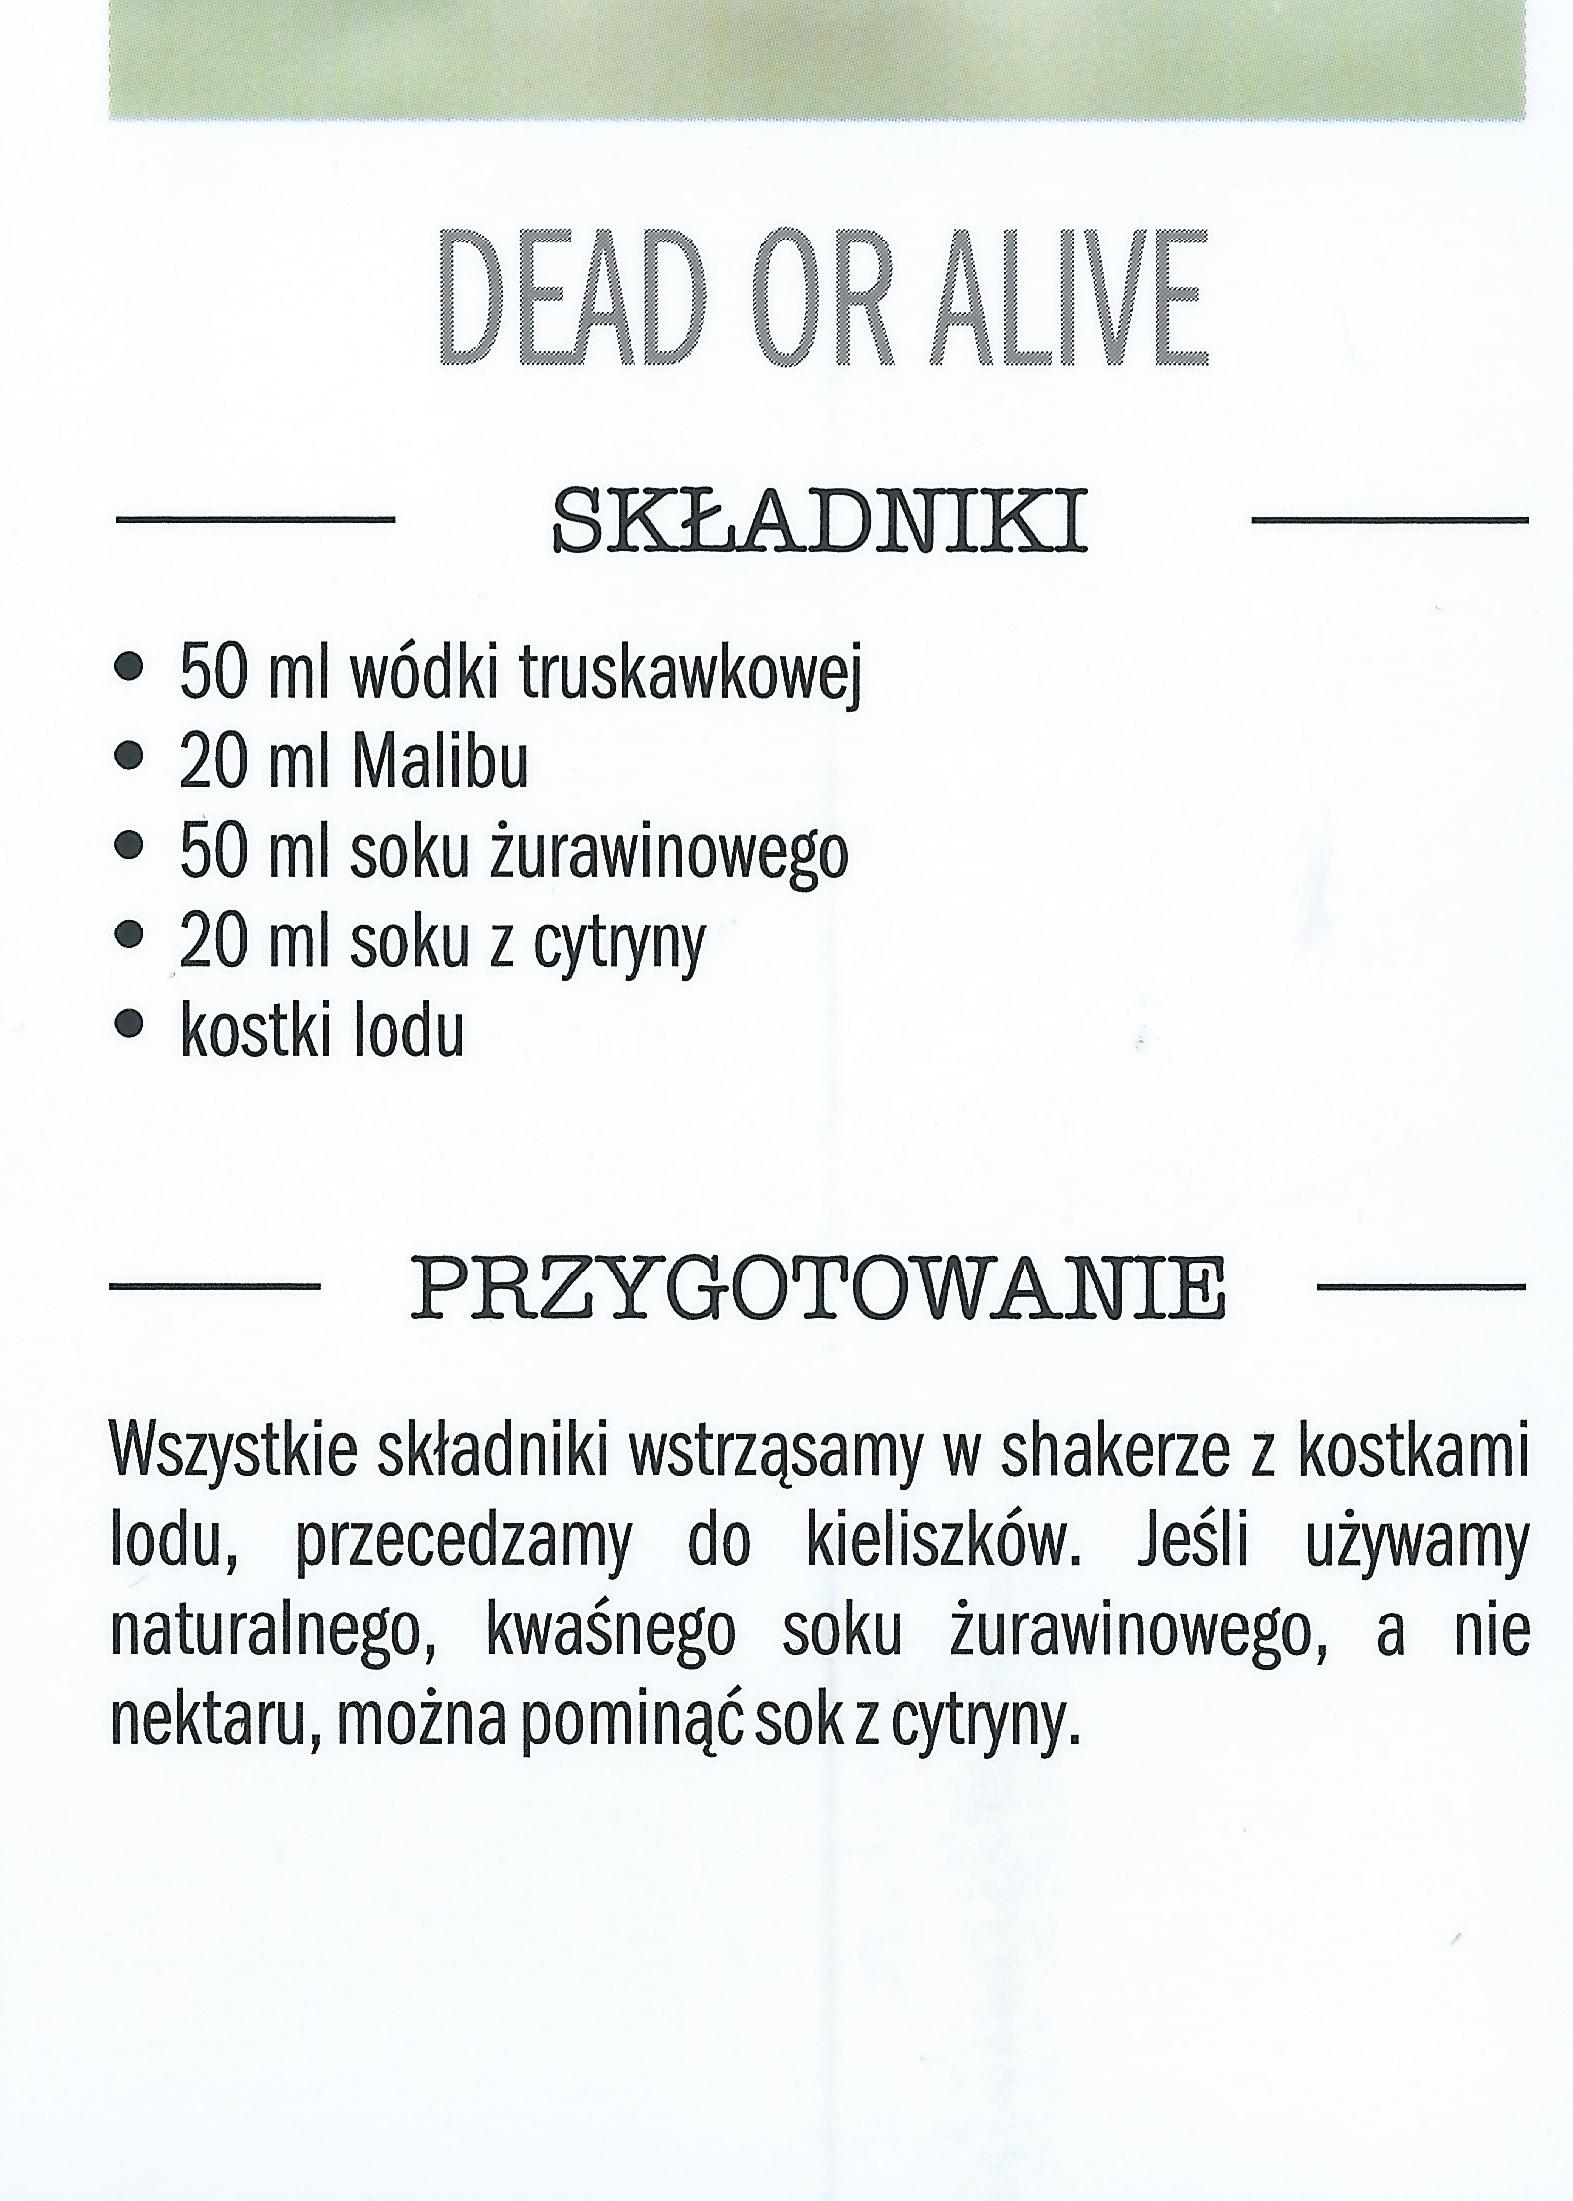 DEAD OR ALIVE
SKŁADNIKI
• 50 ml wódki truskawkowej
• 20 ml Malibu
• 50 ml soku żurawinowego
• 20 ml soku z cytryny
• kostki lodu
PRZYGOTOWANIE
Wszystkie składniki wstrząsamy w shakerze z kostkami
lodu, przecedzamy do kieliszków. Jeśli używamy
naturalnego, kwaśnego soku żurawinowego, a nie
nektaru, można pominąć sok z cytryny.